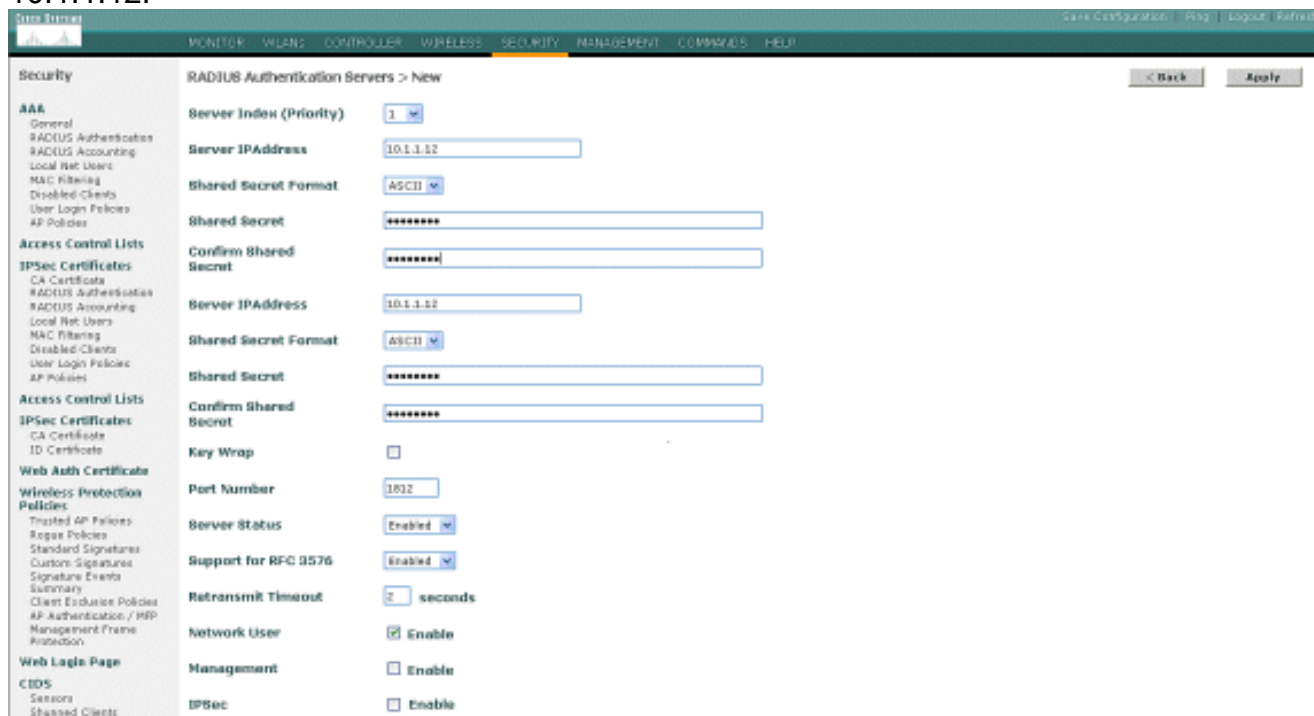 10.1.1.12.
Cisco Systems
Save Configuration | Ping | Logout | Refresh
MONITOR WLANs CONTROLLER WIRELESS SECURITY MANAGEMENT COMMANDS HELP
Security
AAA
General
RADIUS Authentication
RADIUS Accounting
Local Net Users
MAC Filtering
Disabled Clients
User Login Policies
AP Policies
Access Control Lists
IPSec Certificates
CA Certificate
RADIUS Authentication
RADIUS Accounting
Local Net Users
MAC Filtering
Disabled Clients
User Login Policies
AP Policies
Access Control Lists
IPSec Certificates
CA Certificate
ID Certificate
Web Auth Certificate
Wireless Protection
Policies
Trusted AP Policies
Rogue Policies
Standard Signatures
Custom Signatures
Signature Events
Summary
Client Exclusion Policies
AP Authentication / MFP
Management Frame
Protection
Web Login Page
CIDS
Sensors
Shunned Clients
RADIUS Authentication Servers > New
< Back
Apply
Server Index (Priority) 1
Server IPAddress 10.1.1.12
Shared Secret Format ASCII
Shared Secret ••••••••
Confirm Shared
Secret ••••••••
Server IPAddress 10.1.1.12
Shared Secret Format ASCII
Shared Secret ••••••••
Confirm Shared
Secret ••••••••
Key Wrap
Port Number 1812
Server Status Enabled
Support for RFC 3576 Enabled
Retransmit Timeout 2 seconds
Network User Enable
Management Enable
IPSec Enable